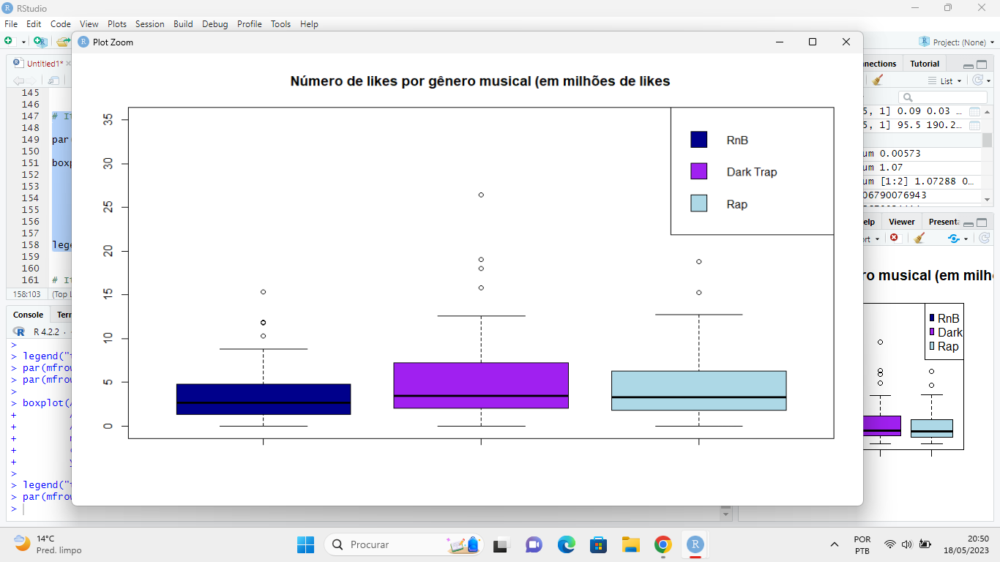 RStudio
File Edit Code View Plots Session Build Debug Profile Tools Help
Project: (None)
Plot Zoom
Untitled1*
Tutorial
List
145
146
147 # It
148
149 par
150
151 boxp
152
153
154
155
156
157
158 lege
159
160
161 # It
158:103 (Top L
Console Tern
R 4.2.2 ·
>
> legend("t
> par(mfrow
> par(mfrow
>
> boxplot(
+
+
+
+
+
>
> legend("t
> par(mfrow
>
Número de likes por gênero musical (em milhões de likes
35
30
25
20
15
10
5
0
RnB
Dark Trap
Rap
nnections
5, 1] 0.09 0.03 ...
5, 1] 95.5 190.2...
um 0.00573
um 1.07
um [1:2] 1.07288 0...
06790076943
elp Viewer Presenta
ort
ro musical (em milh
RnB
Dark
Rap
14°C
Pred. limpo
Procurar
POR
PTB
20:50
18/05/2023